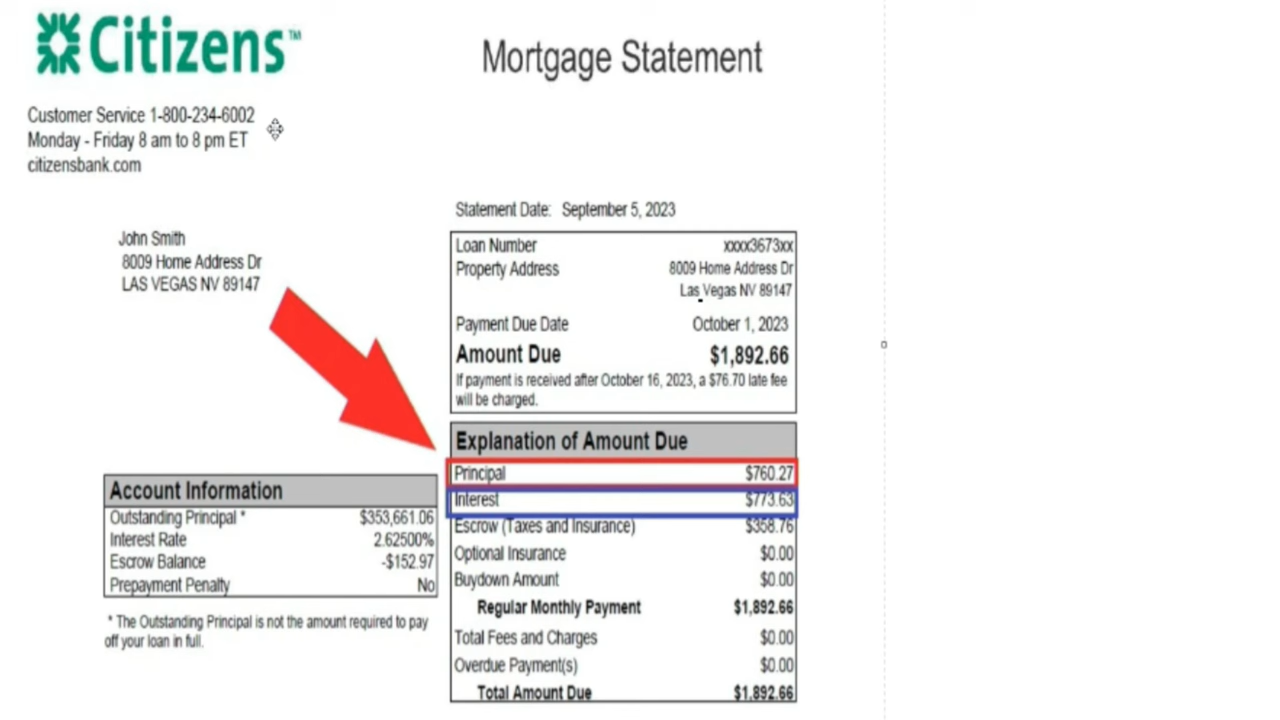 Citizens™
Mortgage Statement
Customer Service 1-800-234-6002
Monday - Friday 8 am to 8 pm ET
citizensbank.com
Statement Date: September 5, 2023
John Smith
8009 Home Address Dr
LAS VEGAS NV 89147
Loan Number xxxx3673xx
Property Address 8009 Home Address Dr
Las Vegas NV 89147
Payment Due Date October 1, 2023
Amount Due $1,892.66
If payment is received after October 16, 2023, a $76.70 late fee
will be charged.
Explanation of Amount Due
Principal $760.27
Interest $773.63
Escrow (Taxes and Insurance) $358.76
Optional Insurance $0.00
Buydown Amount $0.00
Regular Monthly Payment $1,892.66
Total Fees and Charges $0.00
Overdue Payment(s) $0.00
Total Amount Due $1,892.66
Account Information
Outstanding Principal * $353,661.06
Interest Rate 2.62500%
Escrow Balance -$152.97
Prepayment Penalty No
* The Outstanding Principal is not the amount required to pay
off your loan in full.